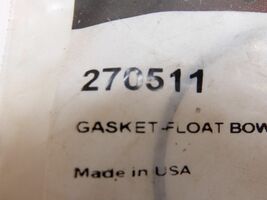 270511
GASKET-FLOAT BOW
Made in USA